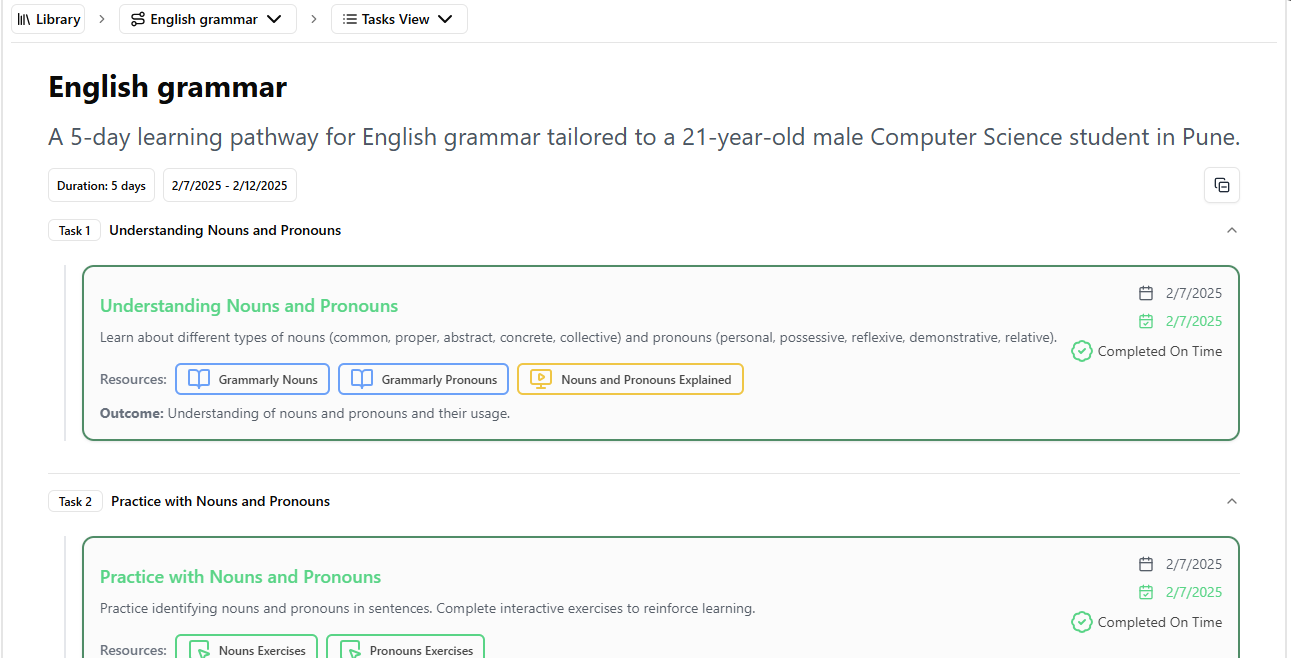 Library > English grammar > Tasks View
English grammar
A 5-day learning pathway for English grammar tailored to a 21-year-old male Computer Science student in Pune.
Duration: 5 days 2/7/2025 - 2/12/2025
Task 1 Understanding Nouns and Pronouns
Understanding Nouns and Pronouns
2/7/2025
Learn about different types of nouns (common, proper, abstract, concrete, collective) and pronouns (personal, possessive, reflexive, demonstrative, relative).
2/7/2025
Completed On Time
Resources: Grammarly Nouns Grammarly Pronouns Nouns and Pronouns Explained
Outcome: Understanding of nouns and pronouns and their usage.
Task 2 Practice with Nouns and Pronouns
Practice with Nouns and Pronouns
2/7/2025
Practice identifying nouns and pronouns in sentences. Complete interactive exercises to reinforce learning.
2/7/2025
Completed On Time
Resources: Nouns Exercises Pronouns Exercises